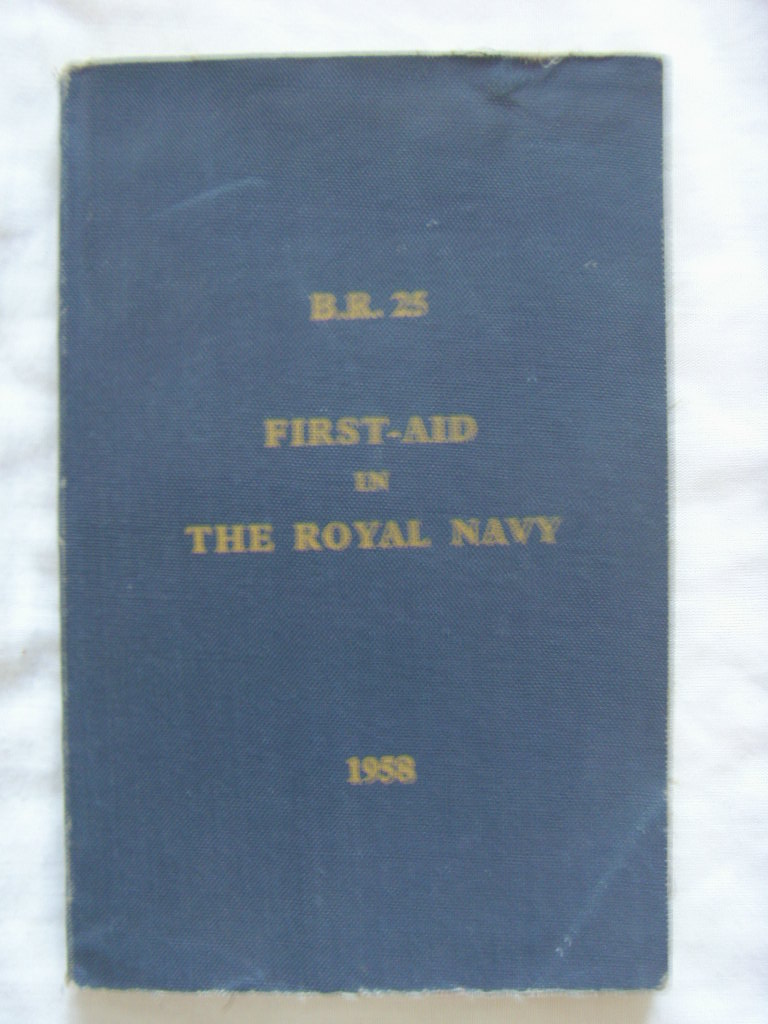 B.R. 25
FIRST-AID
IN
THE ROYAL NAVY
1958